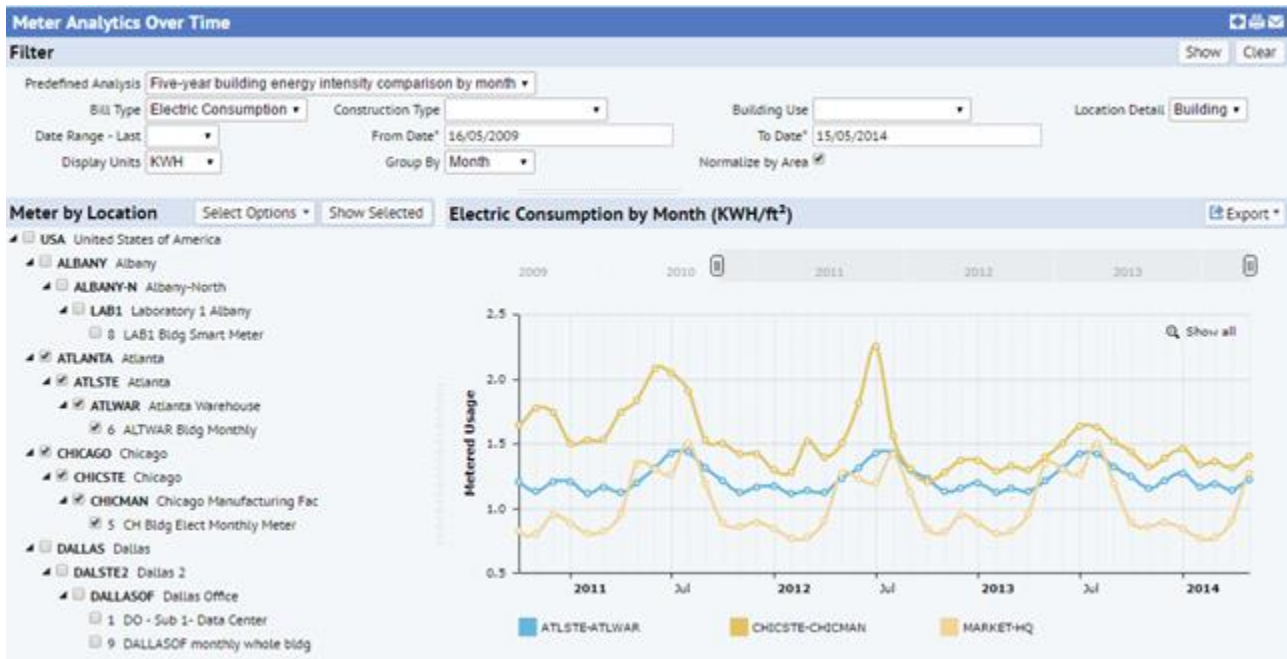 Meter Analytics Over Time
Filter Show Clear
Predefined Analysis Five-year building energy intensity comparison by month
Bill Type Electric Consumption Construction Type Building Use Location Detail Building
Date Range - Last From Date* 16/05/2009 To Date* 15/05/2014
Display Units KWH Group By Month Normalize by Area
Meter by Location Select Options Show Selected Electric Consumption by Month (KWH/ft²) Export
USA United States of America
ALBANY Albany
ALBANY-N Albany-North
LAB1 Laboratory 1 Albany
8 LAB1 Bldg Smart Meter
ATLANTA Atlanta
ATLSTE Atlanta
ATLWAR Atlanta Warehouse
6 ALTWAR Bldg Monthly
CHICAGO Chicago
CHICSTE Chicago
CHICMAN Chicago Manufacturing Fac
5 CH Bldg Elect Monthly Meter
DALLAS Dallas
DALSTE2 Dallas 2
DALLASOF Dallas Office
1 DO - Sub 1- Data Center
9 DALLASOF monthly whole bldg
2009 2010 2011 2012 2013
Show all
Metered Usage
2.5
2.0
1.5
1.0
0.5
2011 Jul 2012 Jul 2013 Jul 2014
ATLSTE-ATLWAR CHICSTE-CHICMAN MARKET-HQ